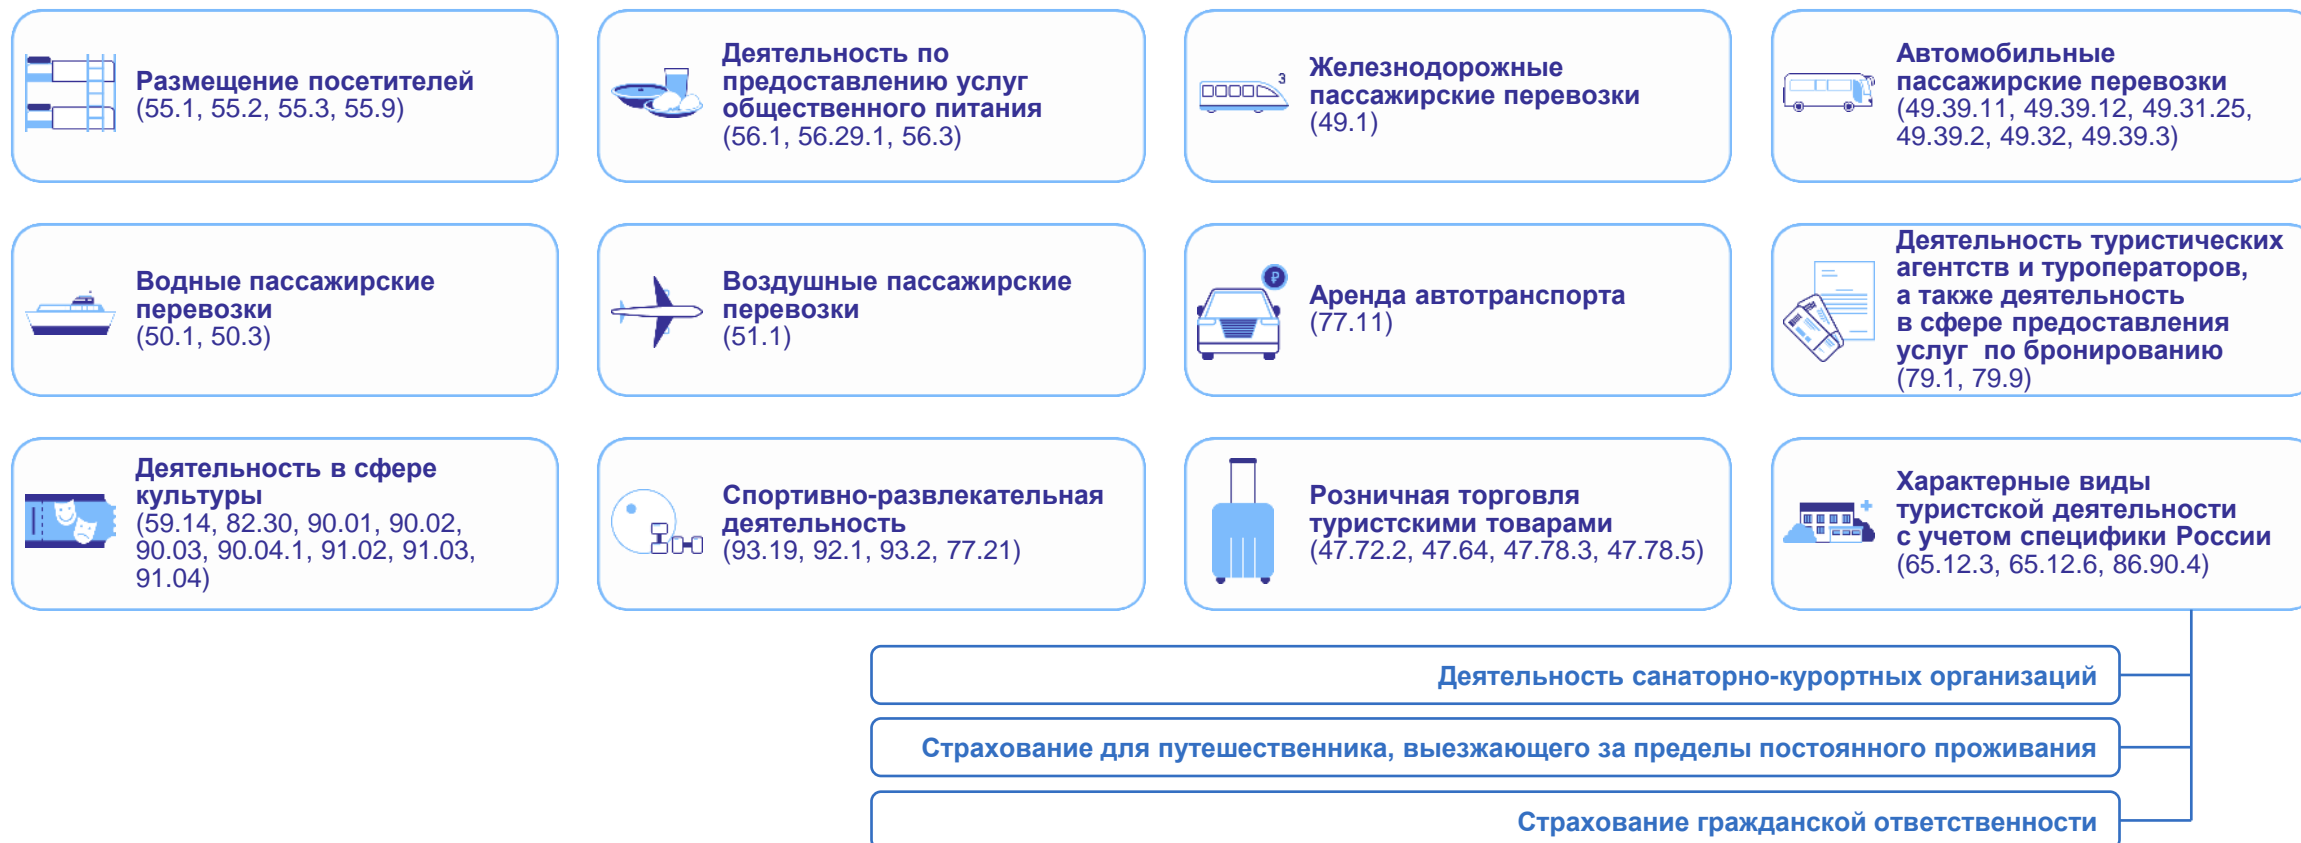 Размещение посетителей
(55.1, 55.2, 55.3, 55.9)
Деятельность по
предоставлению услуг
общественного питания
(56.1, 56.29.1, 56.3)
3
Железнодорожные
пассажирские перевозки
(49.1)
Автомобильные
пассажирские перевозки
(49.39.11, 49.39.12, 49.31.25,
49.39.2, 49.32, 49.39.3)
Водные пассажирские
перевозки
(50.1, 50.3)
Воздушные пассажирские
перевозки
(51.1)
₽
Аренда автотранспорта
(77.11)
Деятельность туристических
агентств и туроператоров,
а также деятельность
в сфере предоставления
услуг по бронированию
(79.1, 79.9)
Деятельность в сфере
культуры
(59.14, 82.30, 90.01, 90.02,
90.03, 90.04.1, 91.02, 91.03,
91.04)
Спортивно-развлекательная
деятельность
(93.19, 92.1, 93.2, 77.21)
Розничная торговля
туристскими товарами
(47.72.2, 47.64, 47.78.3, 47.78.5)
Характерные виды
туристской деятельности
с учетом специфики России
(65.12.3, 65.12.6, 86.90.4)
Деятельность санаторно-курортных организаций
Страхование для путешественника, выезжающего за пределы постоянного проживания
Страхование гражданской ответственности